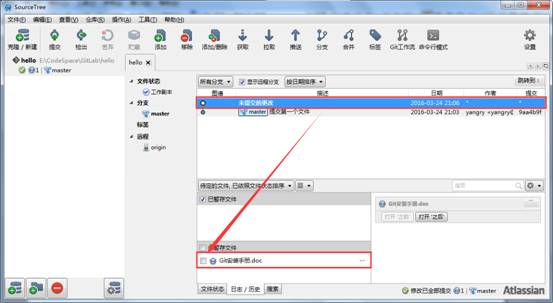 SourceTree
文件(F) 编辑(E) 查看(V) 仓库(R) 操作(A) 工具(T) 帮助(H)
克隆 / 新建 提交 检出 丢弃 贮藏 添加 移除 添加/删除 获取 拉取 推送 分支 合并 标签 Git工作流 命令行模式 设置
hello E:\CodeSpace\GitLab\hello
1 master
hello
文件状态
工作副本
分支
master
标签
远程
origin
所有分支 显示远程分支 按日期排序 跳转到:
图谱 描述 日期 作者 提交
未提交的更改 2016-03-24 21:06 * *
master 提交第一个文件 2016-03-24 21:03 yangry <yangry@ 9aa4b9f
待定的文件, 已依照文件状态排序 搜索
已暂存文件
Git安装手册.doc
打开 '之前' 打开 '之后'
Git安装手册.doc
文件状态 日志 / 历史 搜索
修改已全部提交 1 master Atlassian